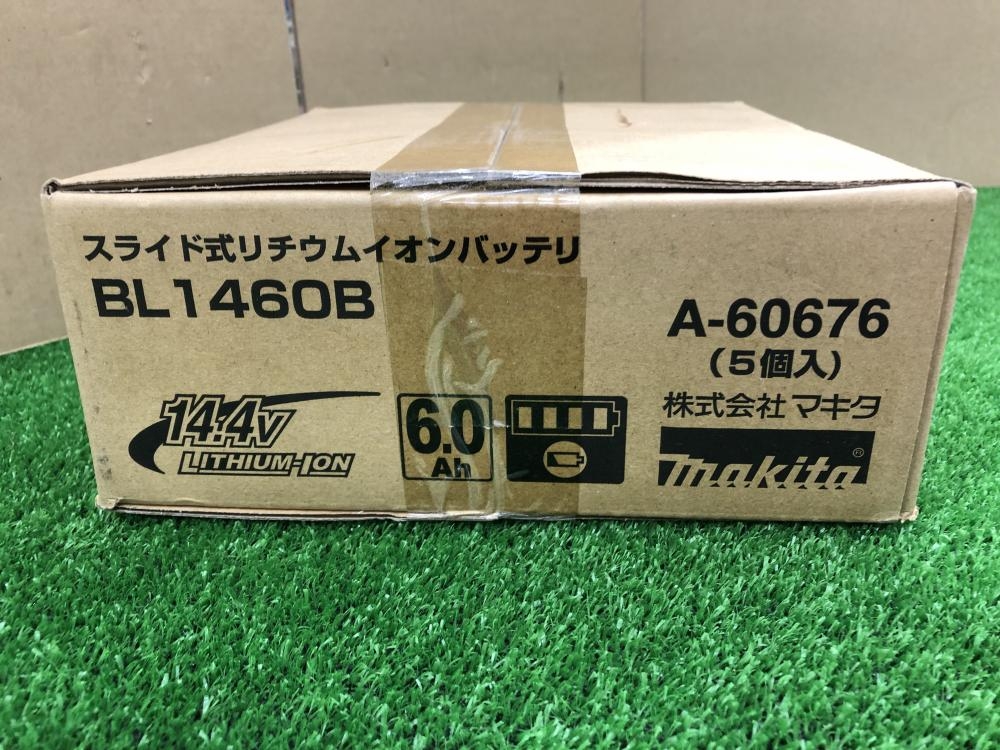 スライド式リチウムイオンバッテリ
BL1460B
A-60676
(5個入)
14.4V
LITHIUM-ION
6.0
Ah
株式会社マキタ
makita
®